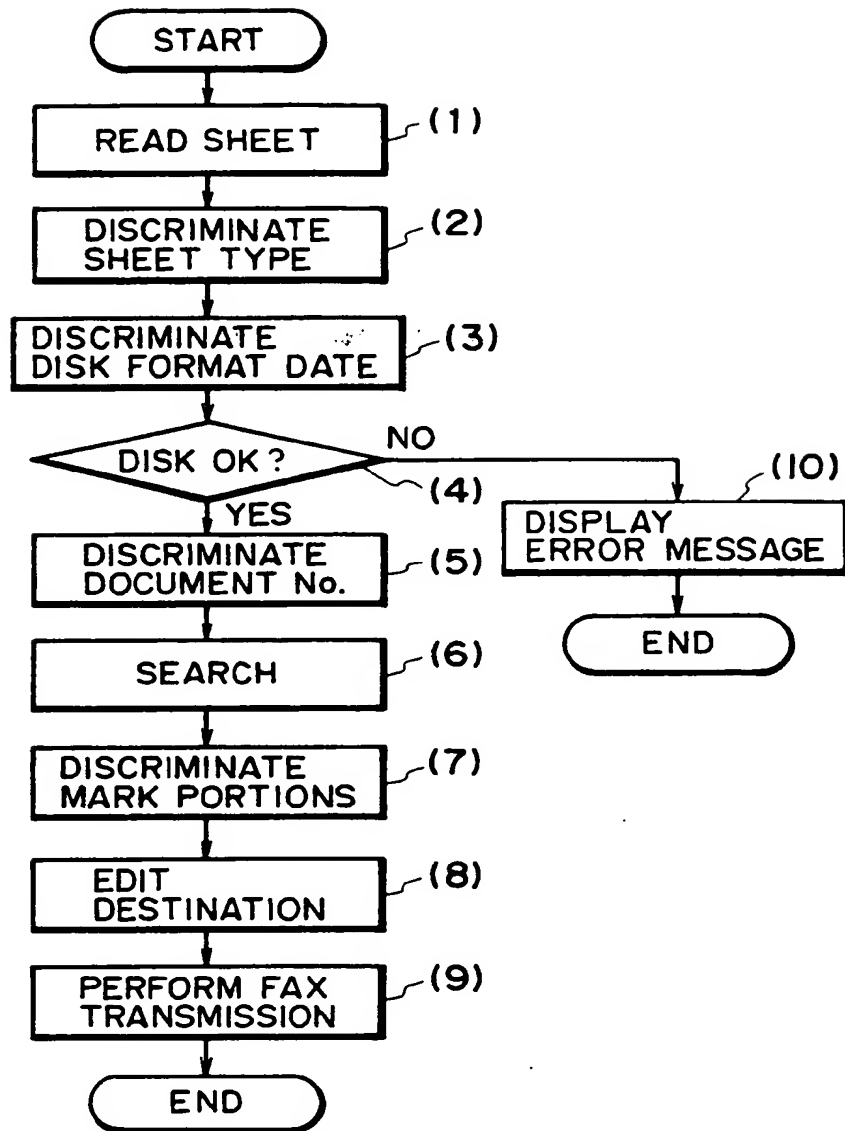 START
READ SHEET
(1)
DISCRIMINATE
SHEET TYPE
(2)
DISCRIMINATE
DISK FORMAT DATE
(3)
DISK OK?
(4)
NO
YES
(10)
DISPLAY
ERROR MESSAGE
END
DISCRIMINATE
DOCUMENT No.
(5)
SEARCH
(6)
DISCRIMINATE
MARK PORTIONS
(7)
EDIT
DESTINATION
(8)
PERFORM FAX
TRANSMISSION
(9)
END